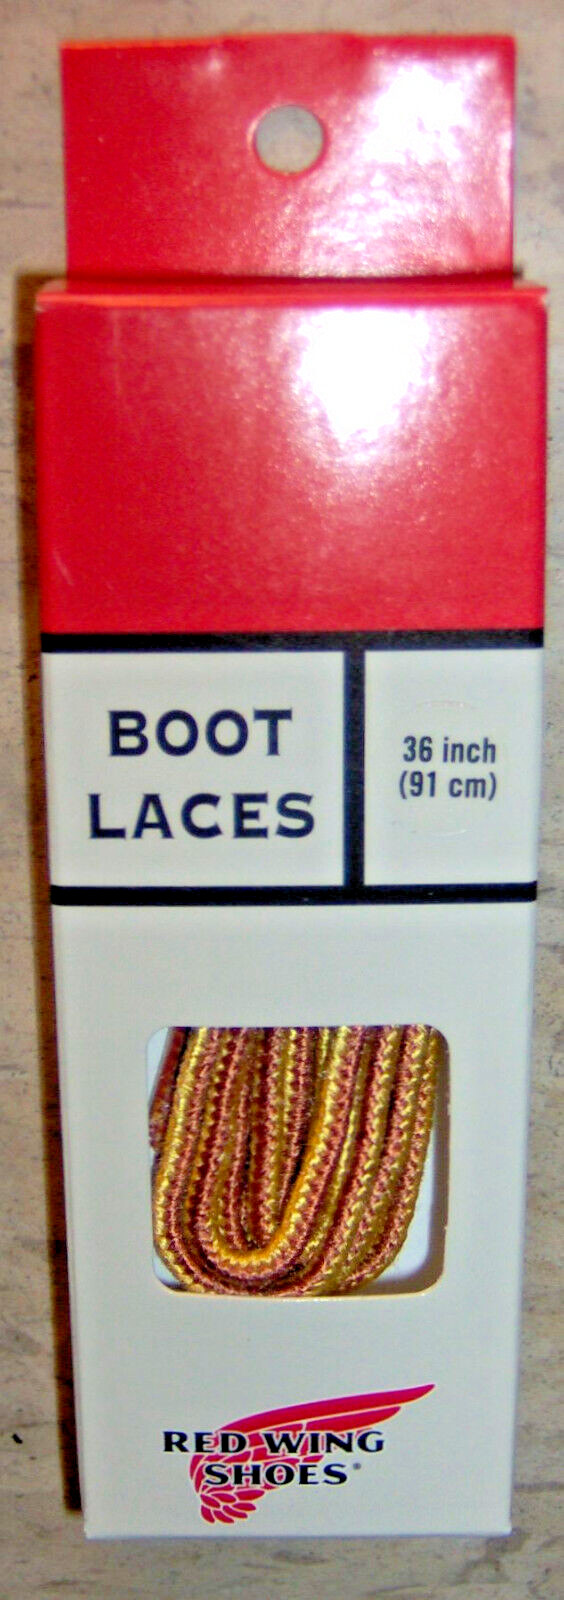 BOOT
LACES
36 inch
(91 cm)
RED WING
SHOES®